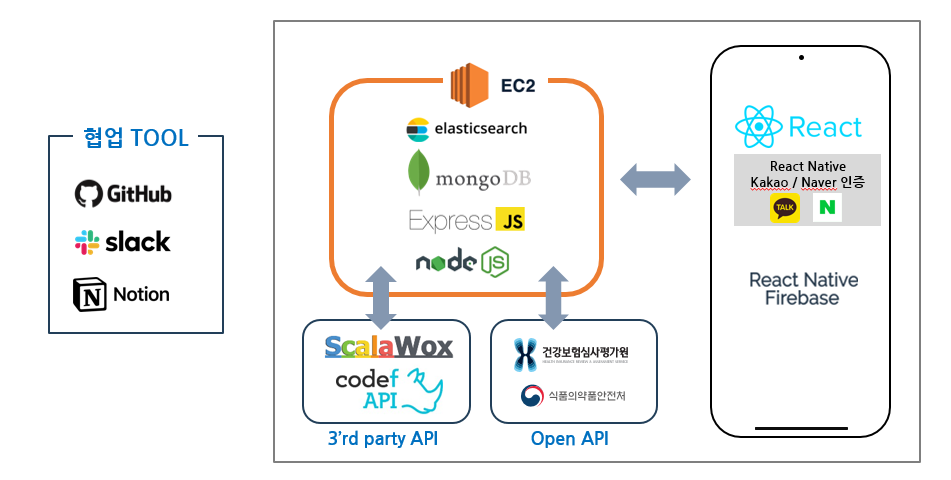 협업 TOOL
GitHub
slack
Notion
EC2
elasticsearch
mongoDB
Express JS
node JS
ScalaWox
codef
API
3'rd party API
건강보험심사평가원
HEALTH INSURANCE REVIEW & ASSESSMENT SERVICE
식품의약품안전처
Open API
React
React Native
Kakao / Naver 인증
TALK
N
React Native
Firebase